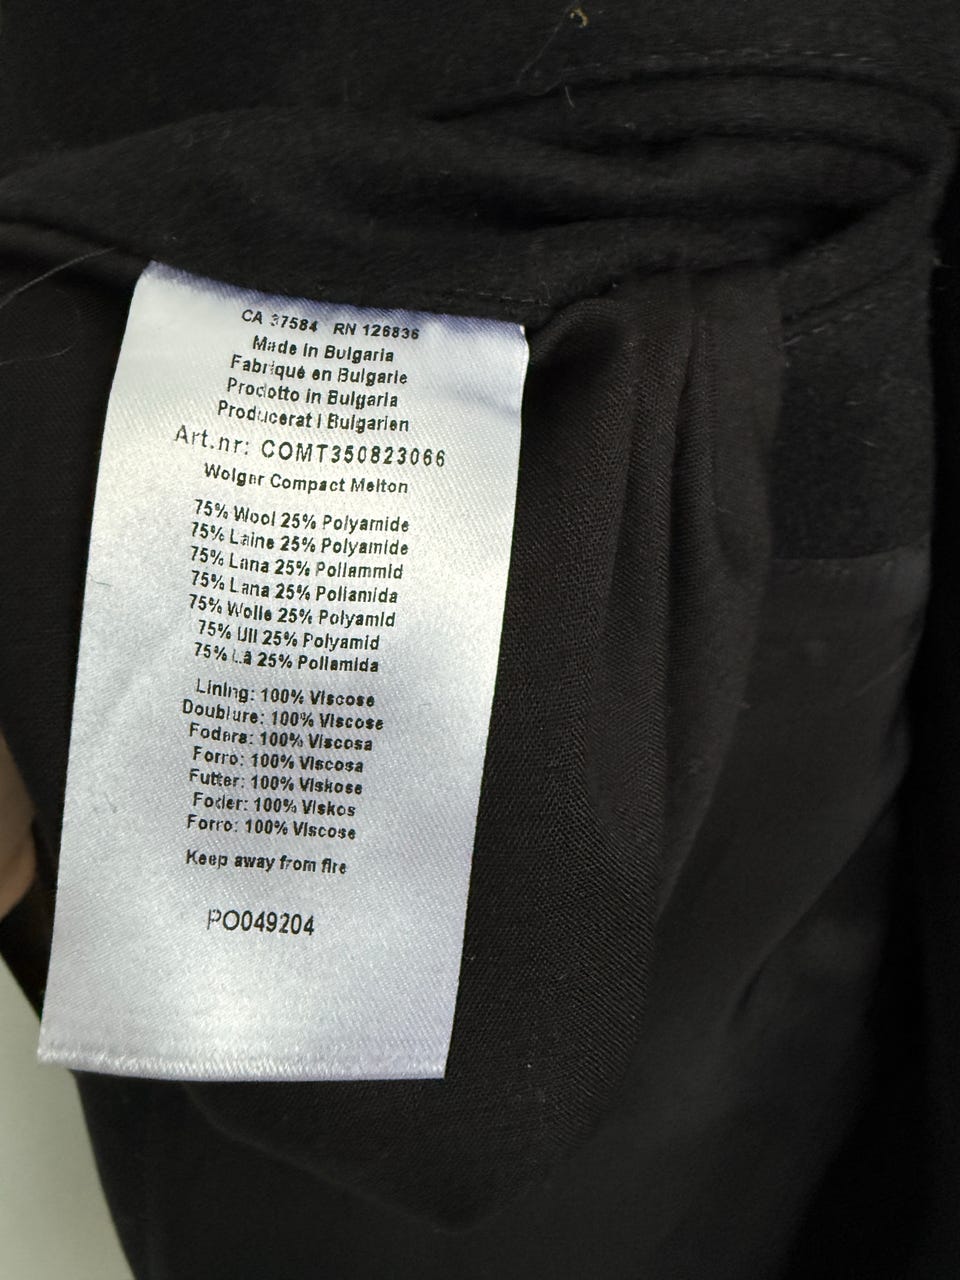 CA 37584 RN 126836
Made in Bulgaria
Fabriqué en Bulgarie
Prodotto in Bulgaria
Producerat i Bulgarien
Art.nr: COMT350823066
Wolger Compact Melton
75% Wool 25% Polyamide
75% Laine 25% Polyamide
75% Lana 25% Poliammid
75% Lana 25% Poliamida
75% Wolle 25% Polyamid
75% Ull 25% Polyamid
75% Lã 25% Poliamida
Lining: 100% Viscose
Doublure: 100% Viscose
Fodera: 100% Viscosa
Forro: 100% Viscosa
Futter: 100% Viskose
Foder: 100% Viskos
Forro: 100% Viscose
Keep away from fire
PO049204